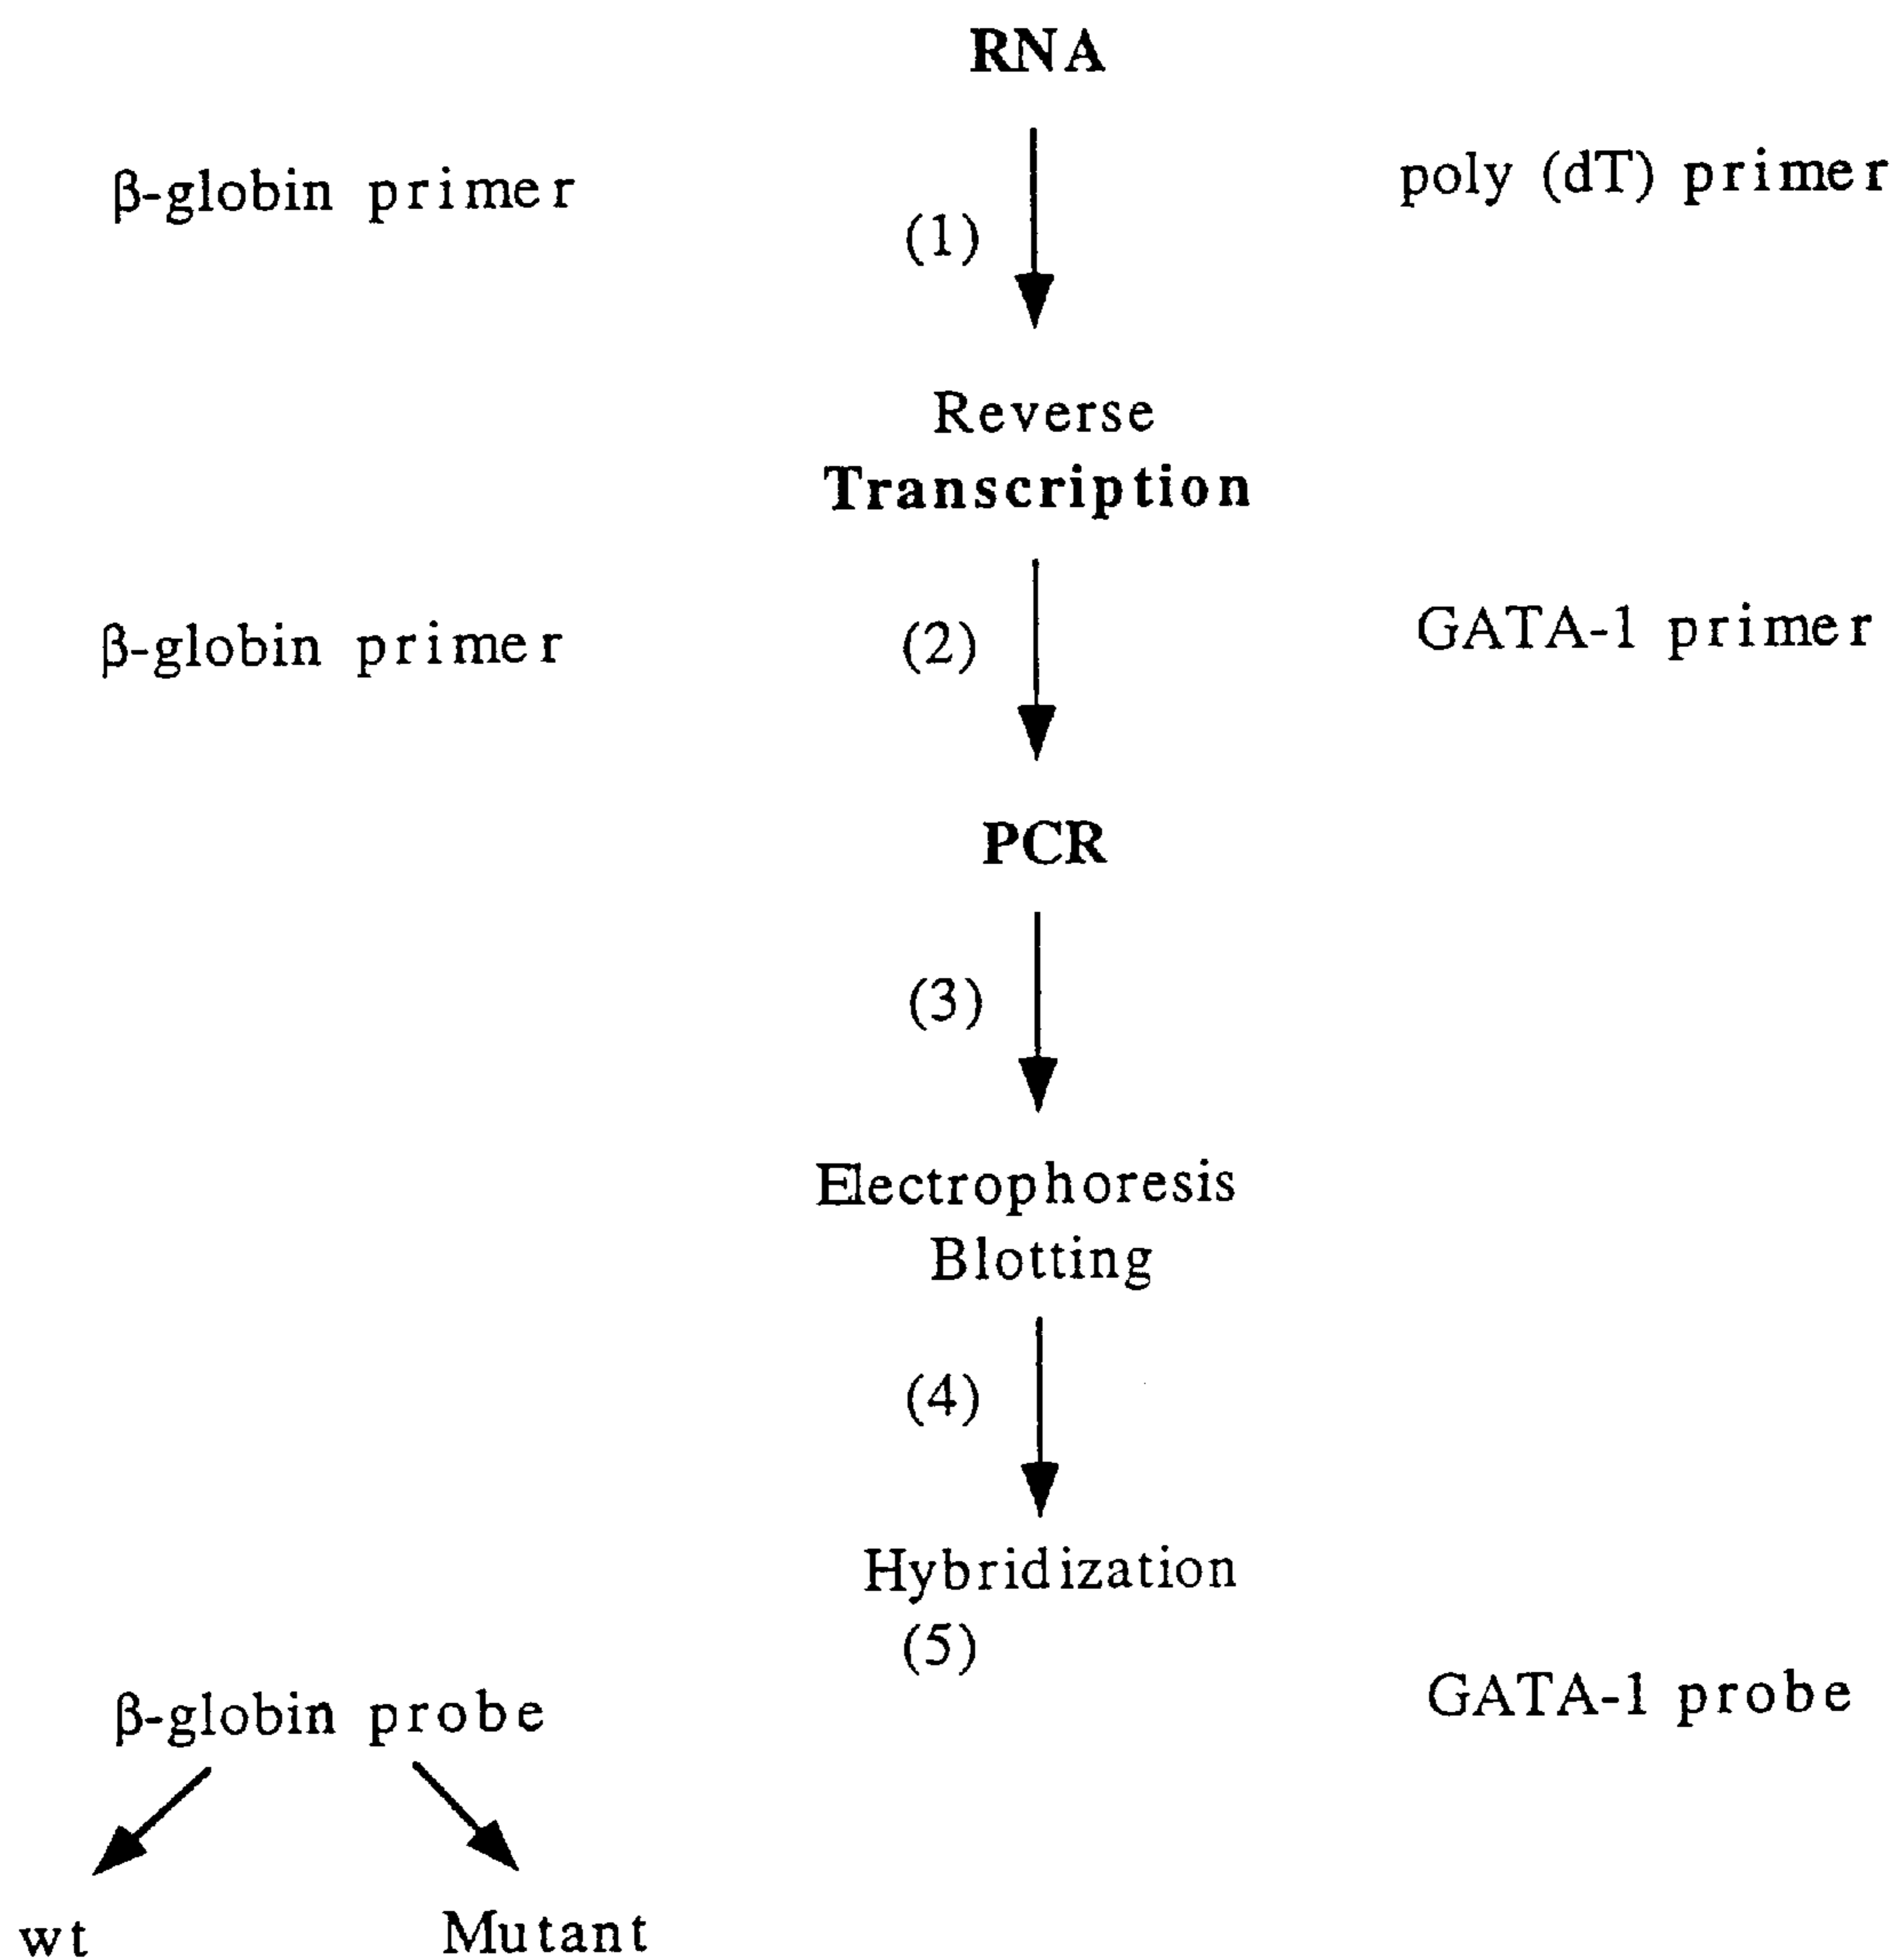 RNA
β-globin primer
(1)
poly (dT) primer
Reverse
Transcription
β-globin primer
(2)
GATA-1 primer
PCR
(3)
Electrophoresis
Blotting
(4)
Hybridization
(5)
β-globin probe
GATA-1 probe
wt
Mutant